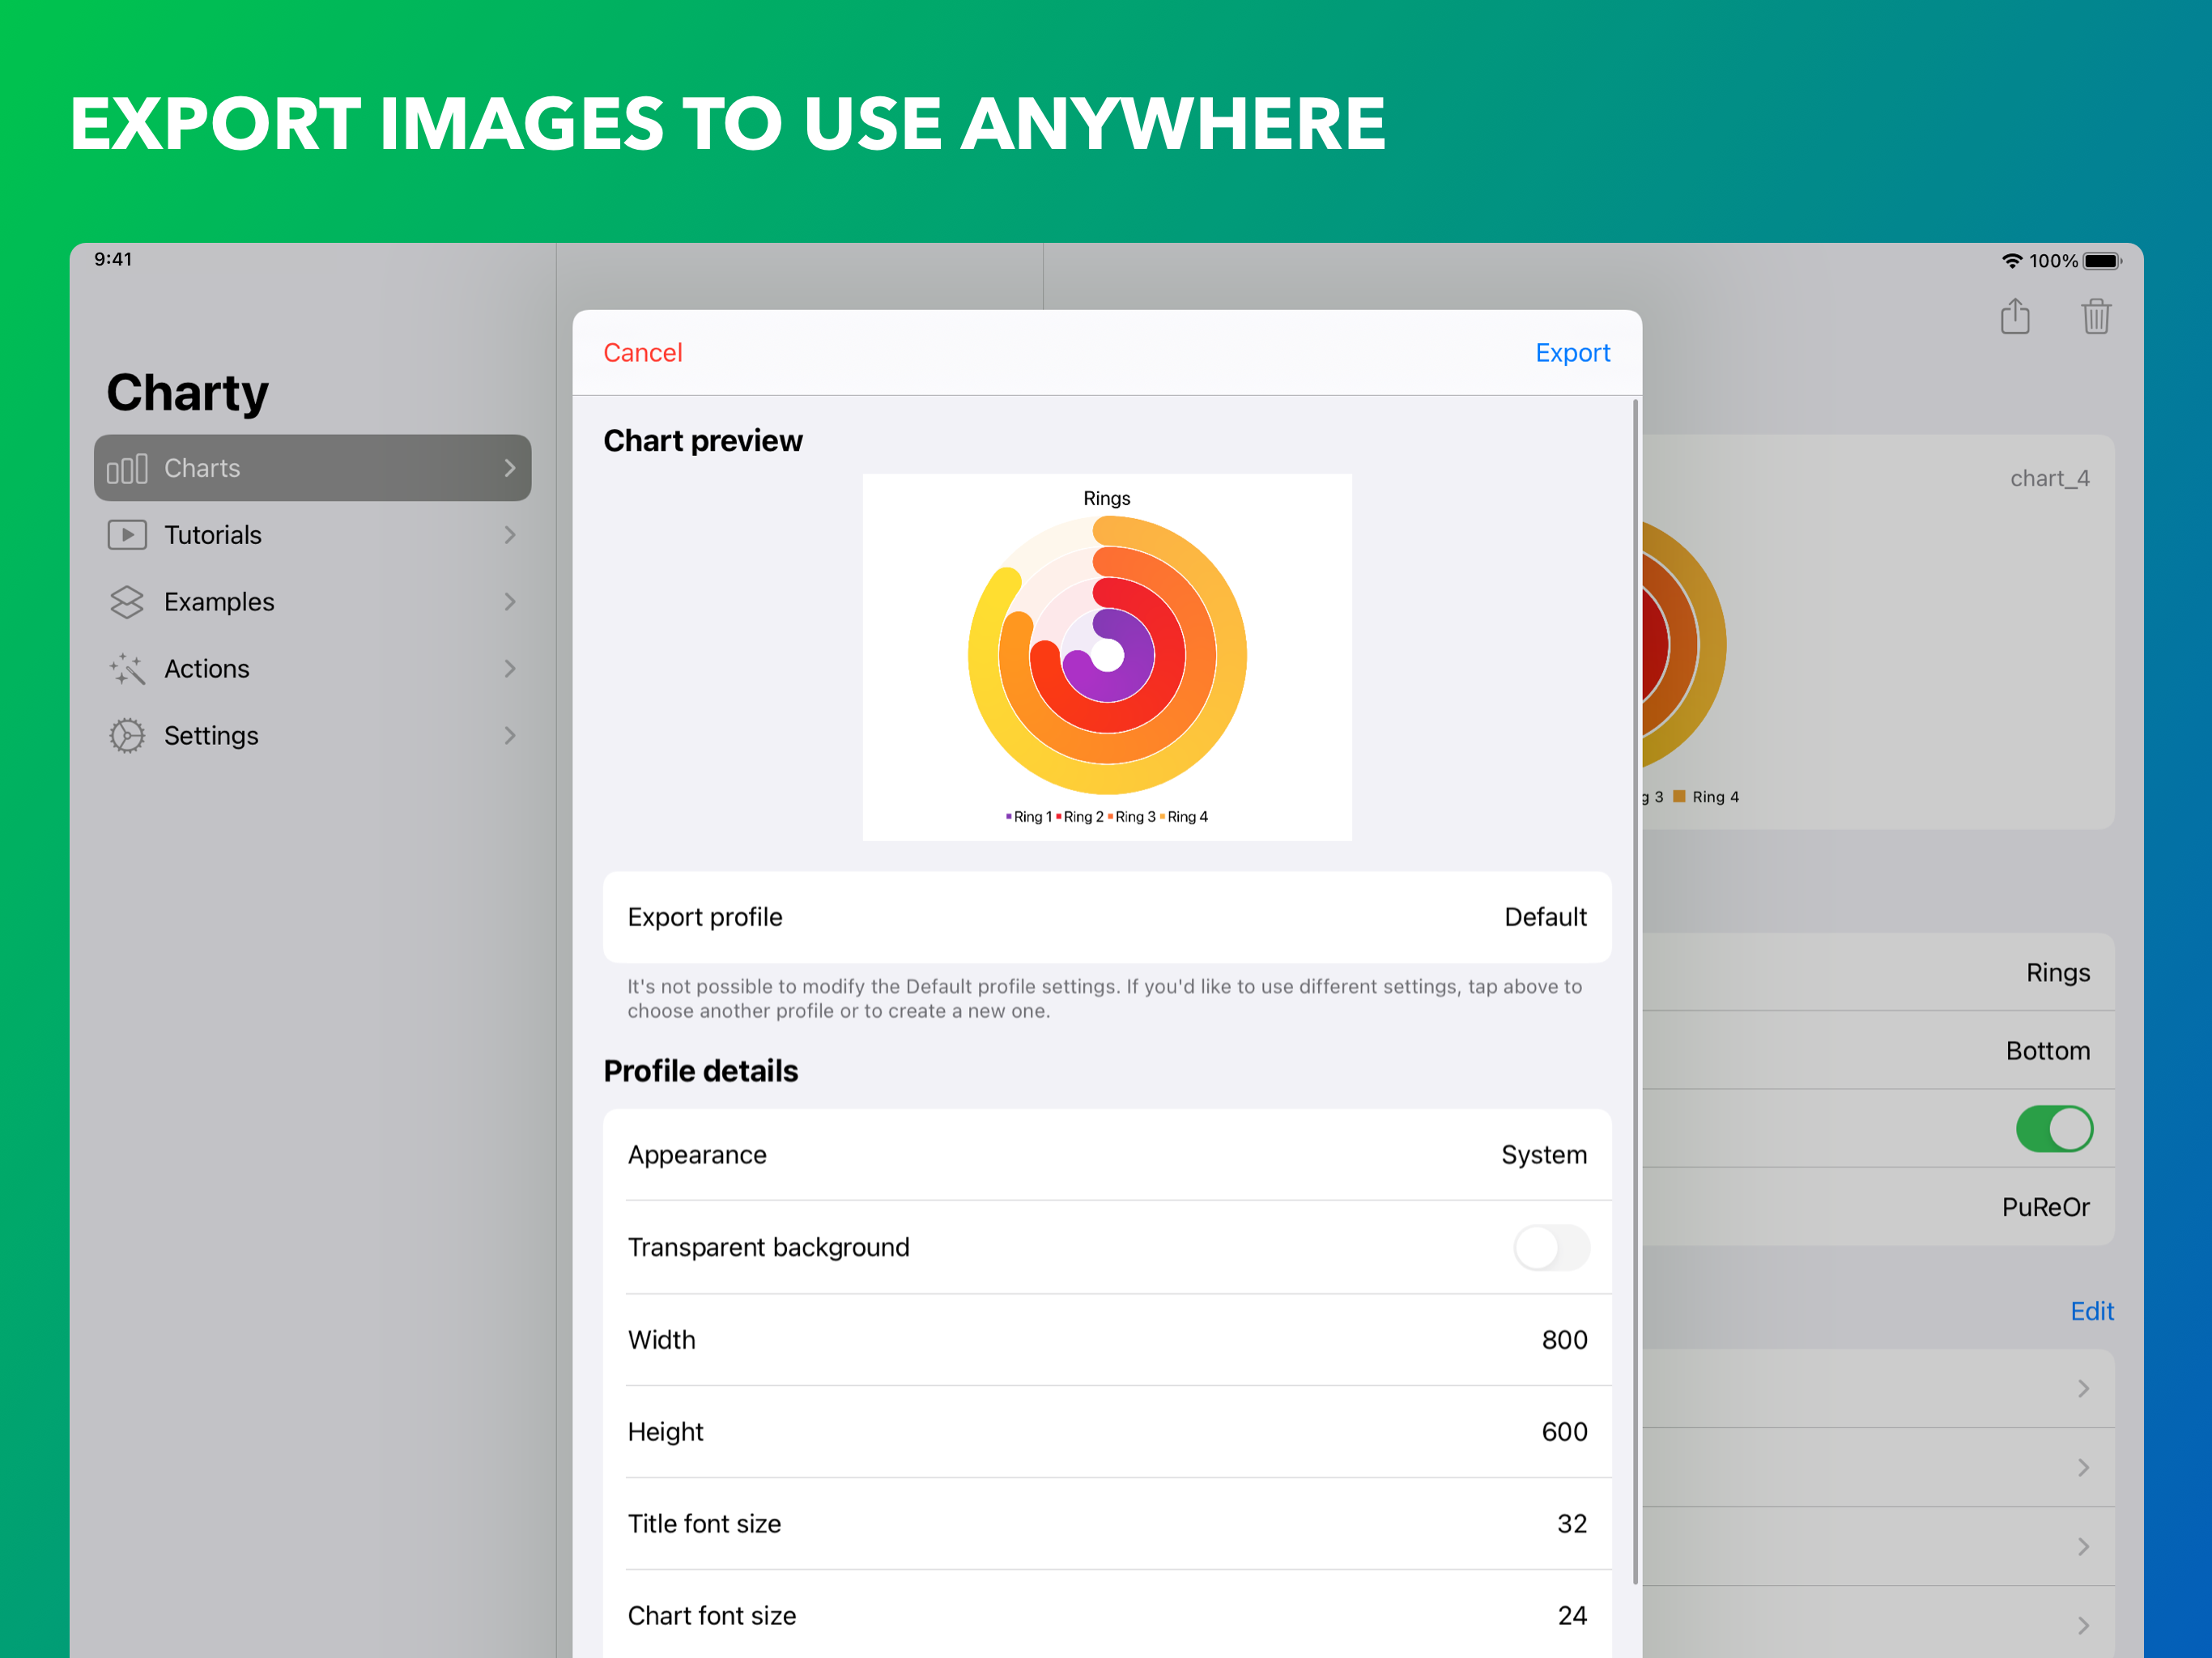 EXPORT IMAGES TO USE ANYWHERE
9:41
100%
Charty
Charts
Tutorials
Examples
Actions
Settings
Cancel
Export
Chart preview
Rings
Ring 1 Ring 2 Ring 3 Ring 4
Export profile
Default
It's not possible to modify the Default profile settings. If you'd like to use different settings, tap above to
choose another profile or to create a new one.
Profile details
Appearance
System
Transparent background
Width
800
Height
600
Title font size
32
Chart font size
24
chart_4
g 3 Ring 4
Rings
Bottom
PuReOr
Edit